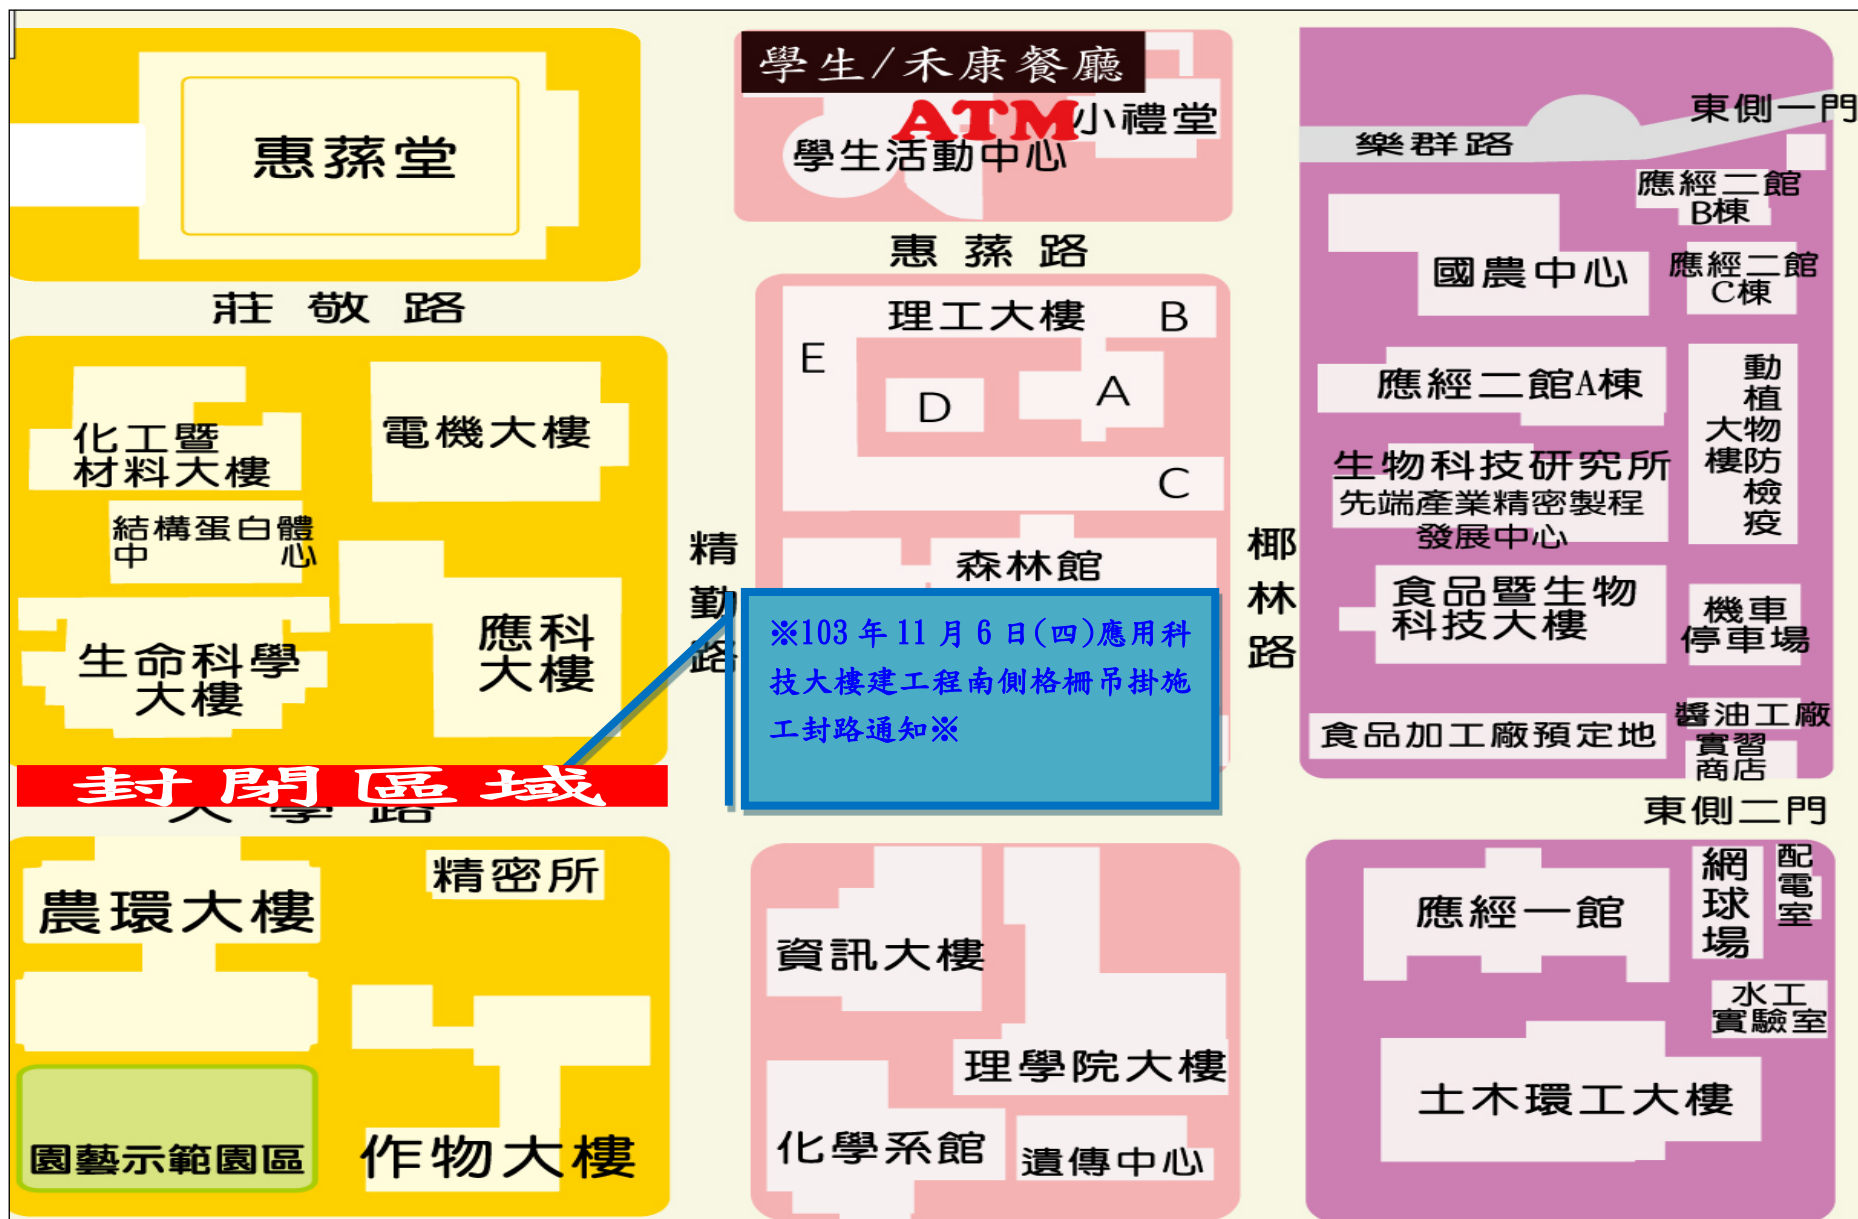 惠蓀堂
莊敬路
化工暨
材料大樓
電機大樓
結構蛋白體
中心
生命科學
大樓
應科
大樓
封閉區域
大學路
農環大樓
精密所
園藝示範園區
作物大樓
精勤路
學生/禾康餐廳
ATM
小禮堂
學生活動中心
惠蓀路
理工大樓
B
E
D
A
C
森林館
※103年11月6日(四)應用科
技大樓建工程南側格柵吊掛施
工封路通知※
資訊大樓
理學院大樓
化學系館
遺傳中心
椰林路
東側一門
樂群路
應經二館
B棟
國農中心
應經二館
C棟
應經二館A棟
動植物防檢疫
大樓
生物科技研究所
先端產業精密製程
發展中心
食品暨生物
科技大樓
機車
停車場
食品加工廠預定地
醬油工廠
實習
商店
東側二門
應經一館
網球場
配電室
水工
實驗室
土木環工大樓